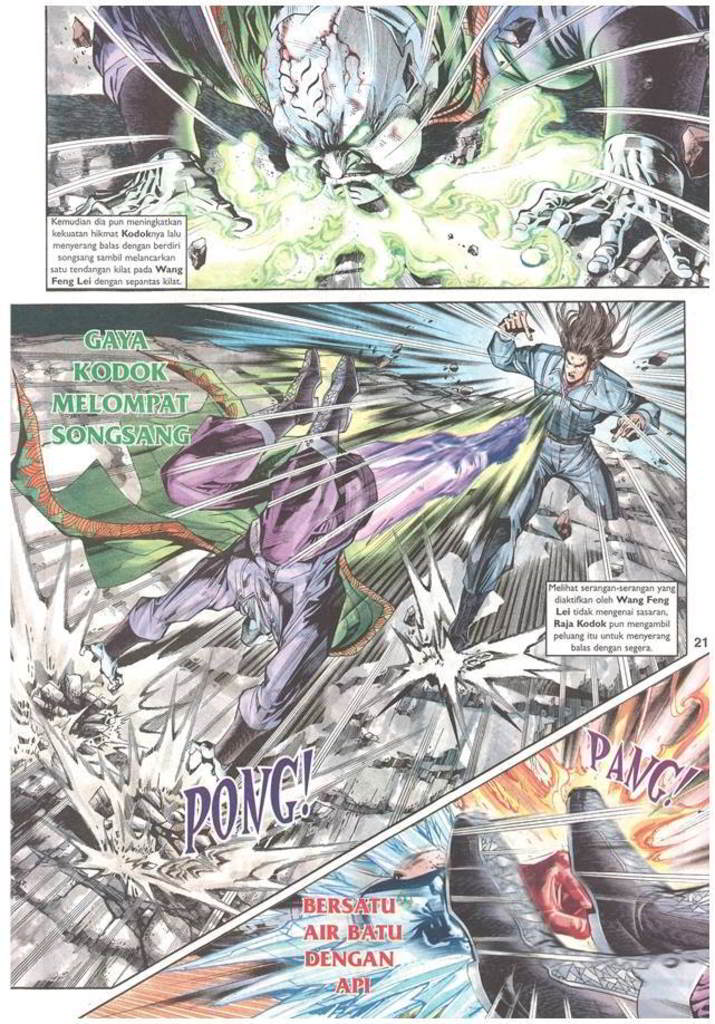 Kemudian dia pun meningkatkan
kekuatan hikmat Kodoknya lalu
menyerang balas dengan berdiri
songsang sambil melancarkan
satu tendangan kilat pada Wang
Feng Lei dengan sepantas kilat.
GAYA
KODOK
MELOMPAT
SONGSANG
Melihat serangan-serangan yang
diaktifkan oleh Wang Feng
Lei tidak mengenai sasaran,
Raja Kodok pun mengambil
peluang itu untuk menyerang
balas dengan segera.
21
PONG!
PANG!
BERSATU
AIR BATU
DENGAN
API